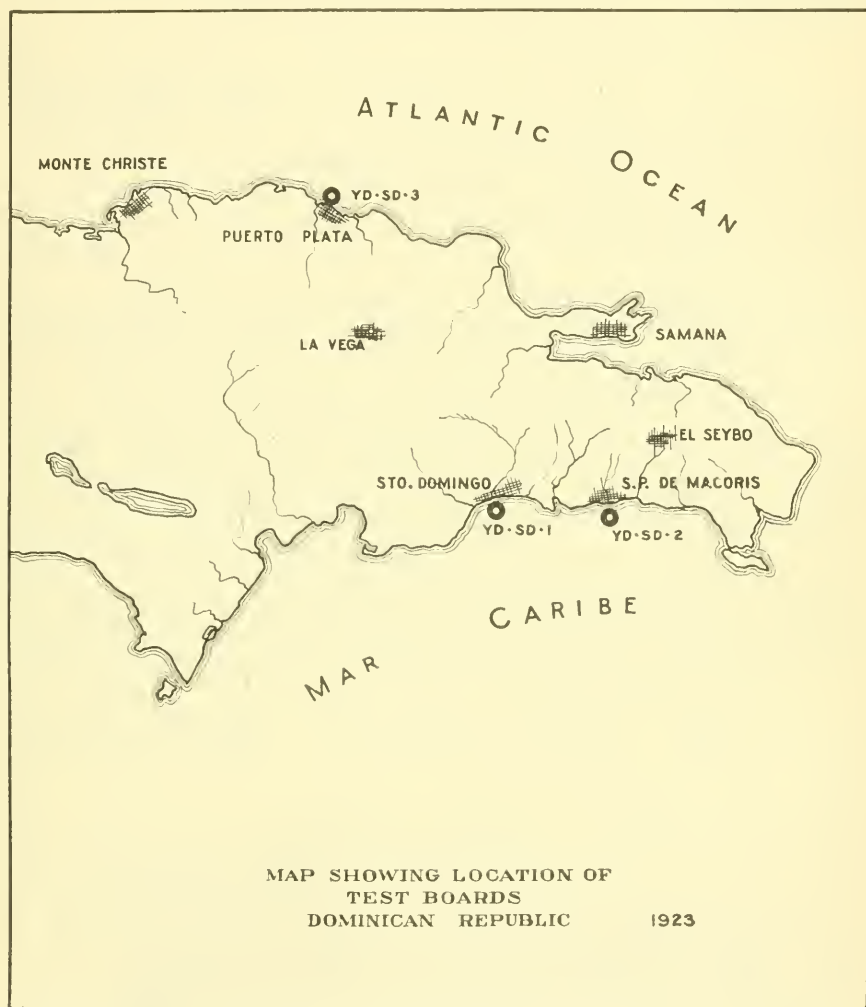 ATLANTIC OCEAN
MONTE CHRISTE
YD·SD·3
PUERTO PLATA
LA VEGA
SAMANA
EL SEYBO
STO. DOMINGO
S.P. DE MACORIS
YD·SD·1
YD·SD·2
MAR CARIBE
MAP SHOWING LOCATION OF
TEST BOARDS
DOMINICAN REPUBLIC 1923